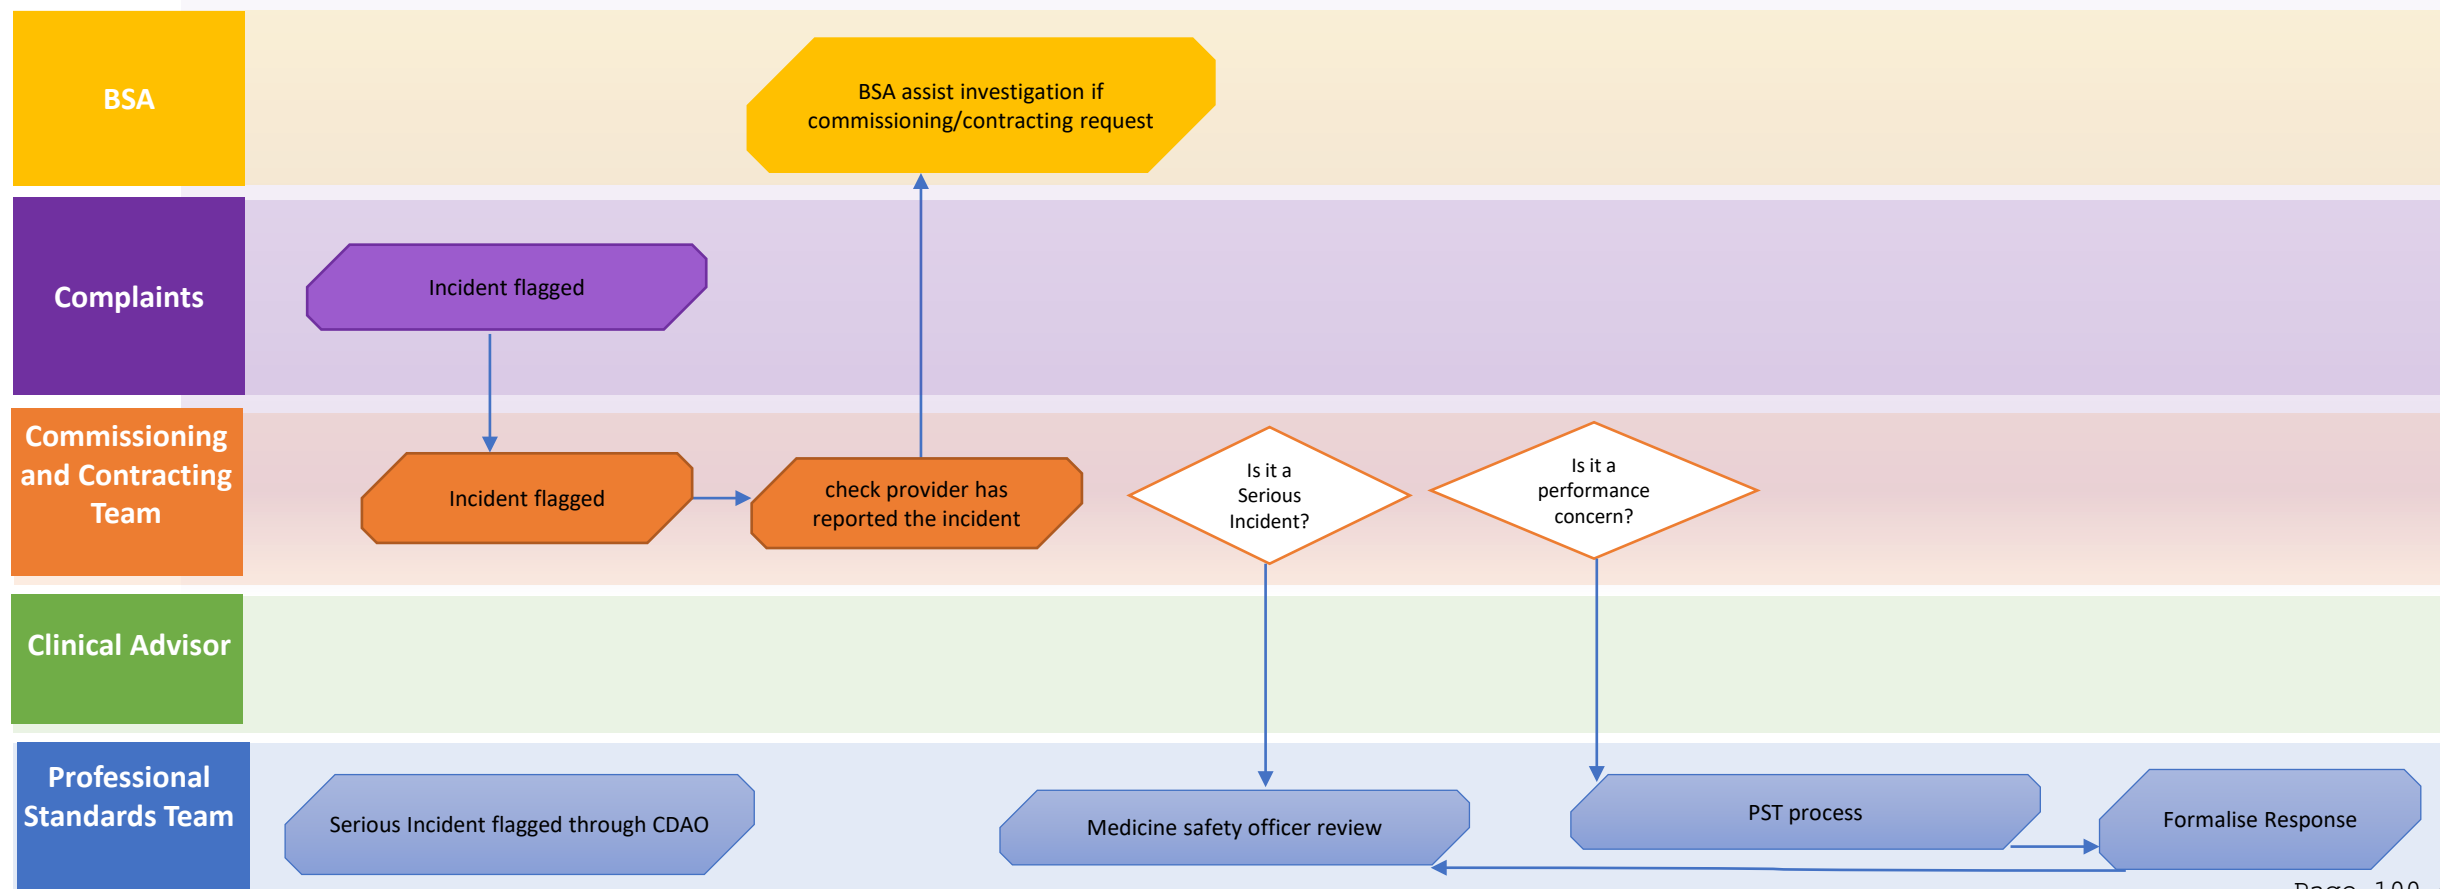 BSA
BSA assist investigation if
commissioning/contracting request
Complaints
Incident flagged
Commissioning
and Contracting
Team
Incident flagged
check provider has
reported the incident
Is it a
Serious
Incident?
Is it a
performance
concern?
Clinical Advisor
Professional
Standards Team
Serious Incident flagged through CDAO
Medicine safety officer review
PST process
Formalise Response
Page 100